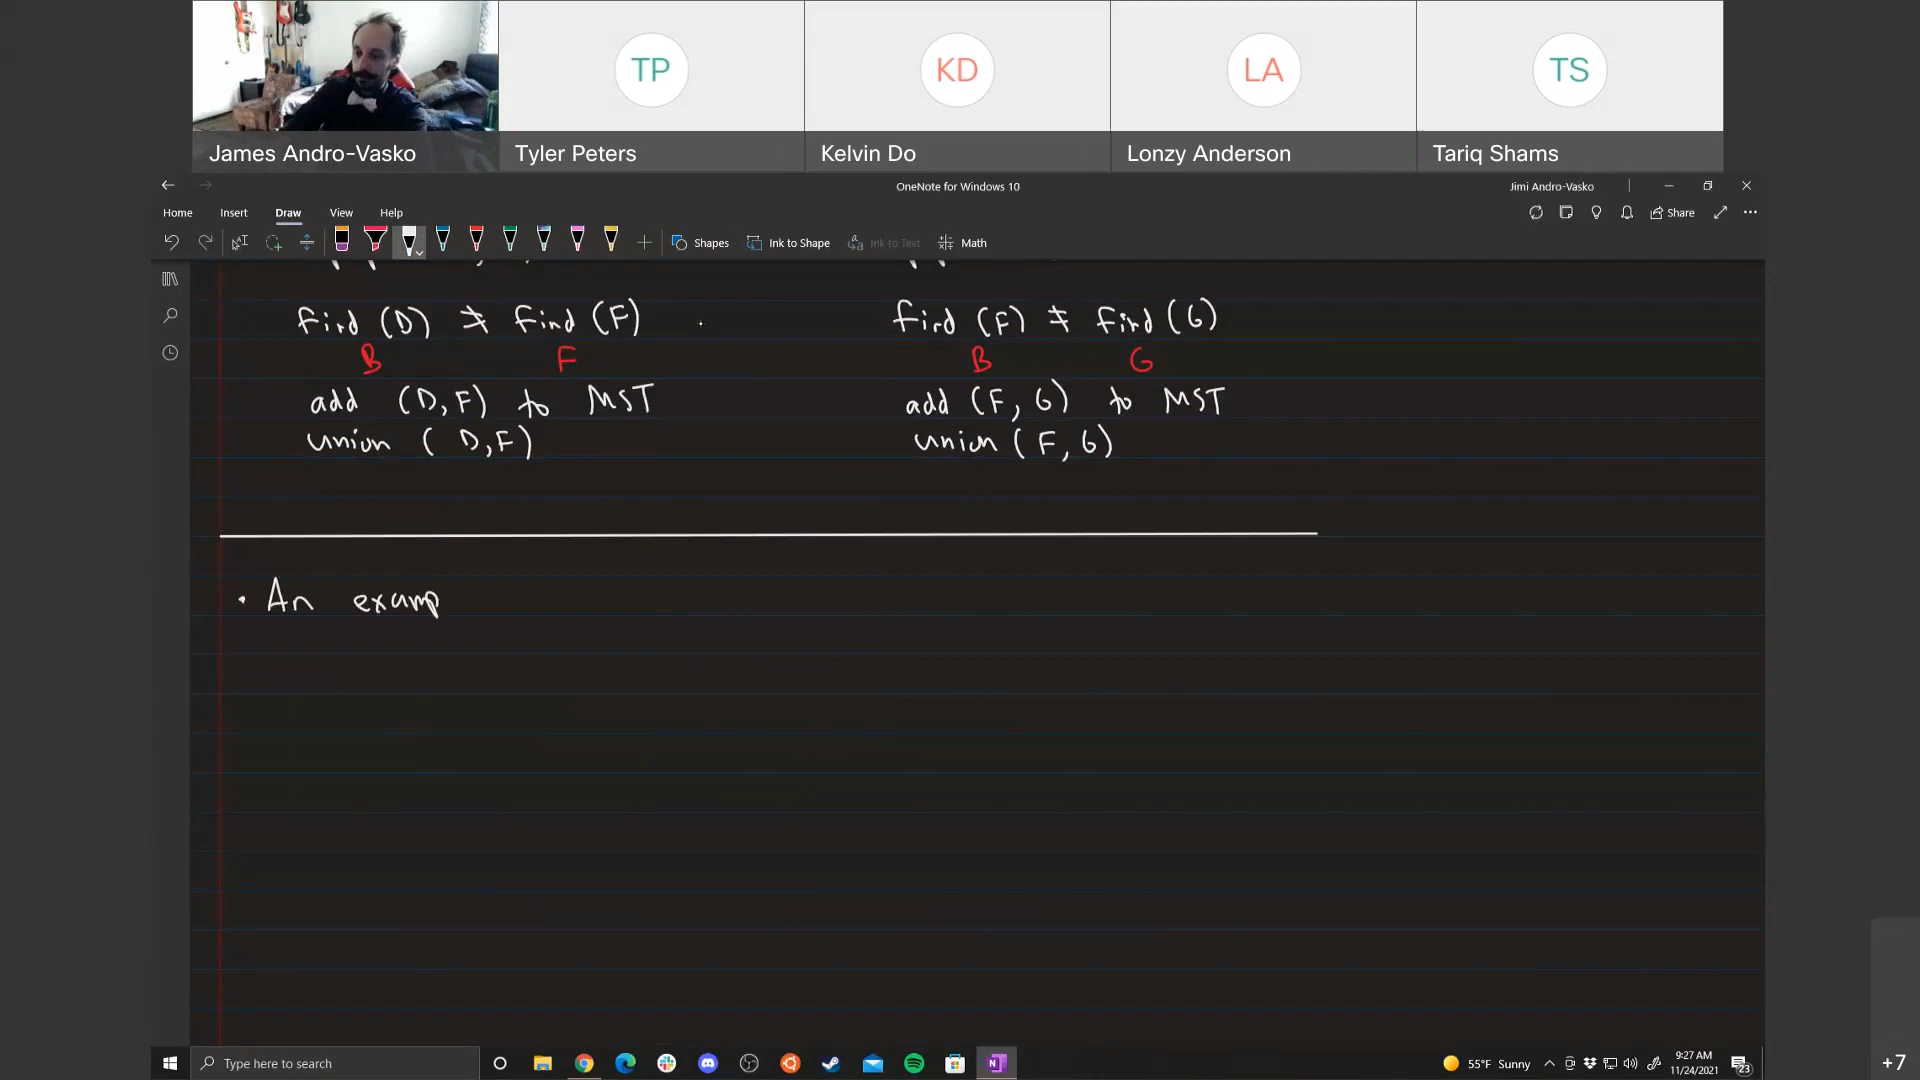 TP
KD
LA
TS
James Andro-Vasko
Tyler Peters
Kelvin Do
Lonzy Anderson
Tariq Shams
OneNote for Windows 10
Jimi Andro-Vasko
Home Insert Draw View Help
Share
Shapes Ink to Shape Ink to Text Math
find (D) ≠ find (F)
B F
add (D,F) to MST
union ( D,F)
find (F) ≠ find (G)
B G
add (F, G) to MST
union ( F, G)
· An examp
Type here to search
55°F Sunny
9:27 AM
11/24/2021
23
+7